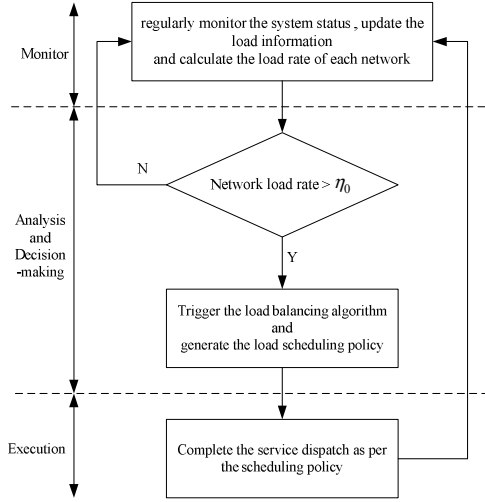 regularly monitor the system status , update the
load information
and calculate the load rate of each network
Monitor
N
Network load rate > η0
Y
Analysis
and
Decision
-making
Trigger the load balancing algorithm
and
generate the load scheduling policy
Execution
Complete the service dispatch as per
the scheduling policy